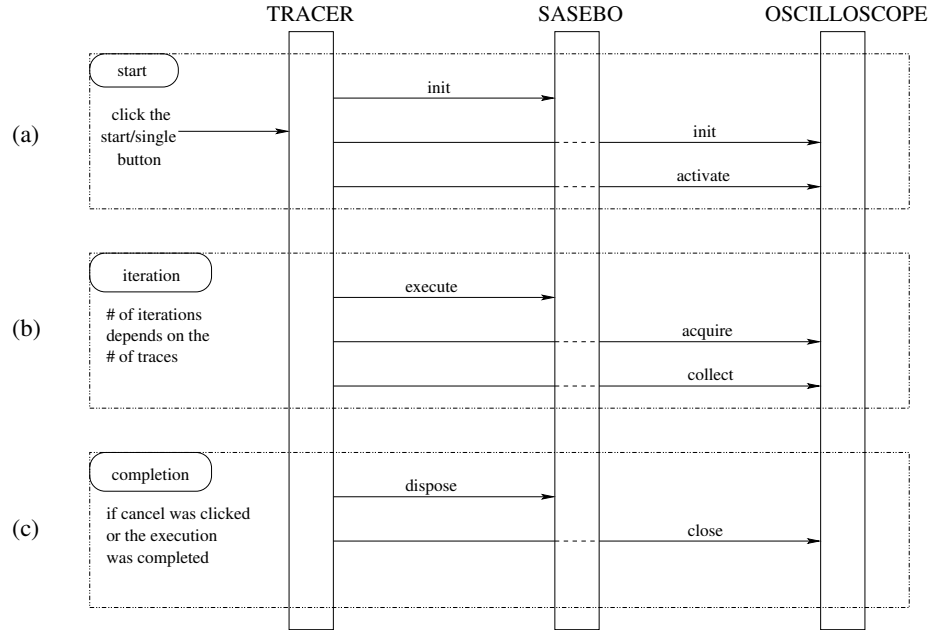 TRACER
SASEBO
OSCILLOSCOPE
(a)
start
click the
start/single
button
init
init
activate
(b)
iteration
# of iterations
depends on the
# of traces
execute
acquire
collect
(c)
completion
if cancel was clicked
or the execution
was completed
dispose
close